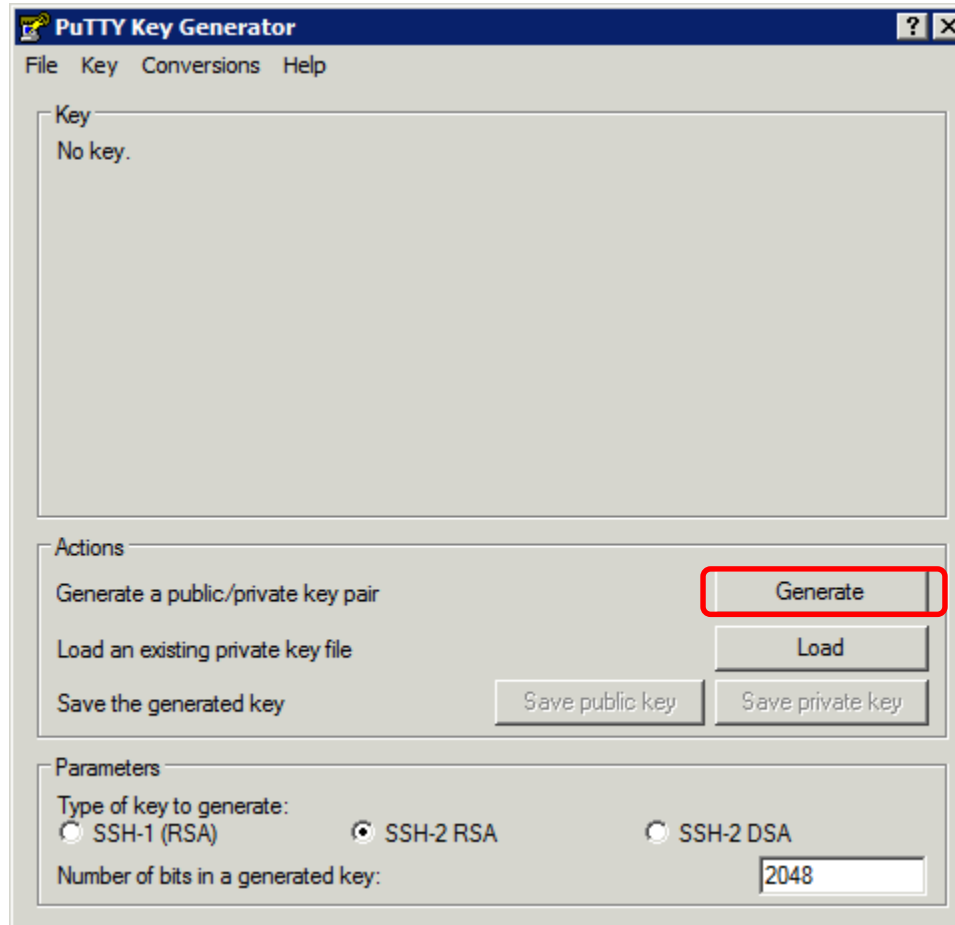 PuTTY Key Generator
File Key Conversions Help
Key
No key.
Actions
Generate a public/private key pair
Generate
Load an existing private key file
Load
Save the generated key
Save public key
Save private key
Parameters
Type of key to generate:
SSH-1 (RSA)
SSH-2 RSA
SSH-2 DSA
Number of bits in a generated key:
2048